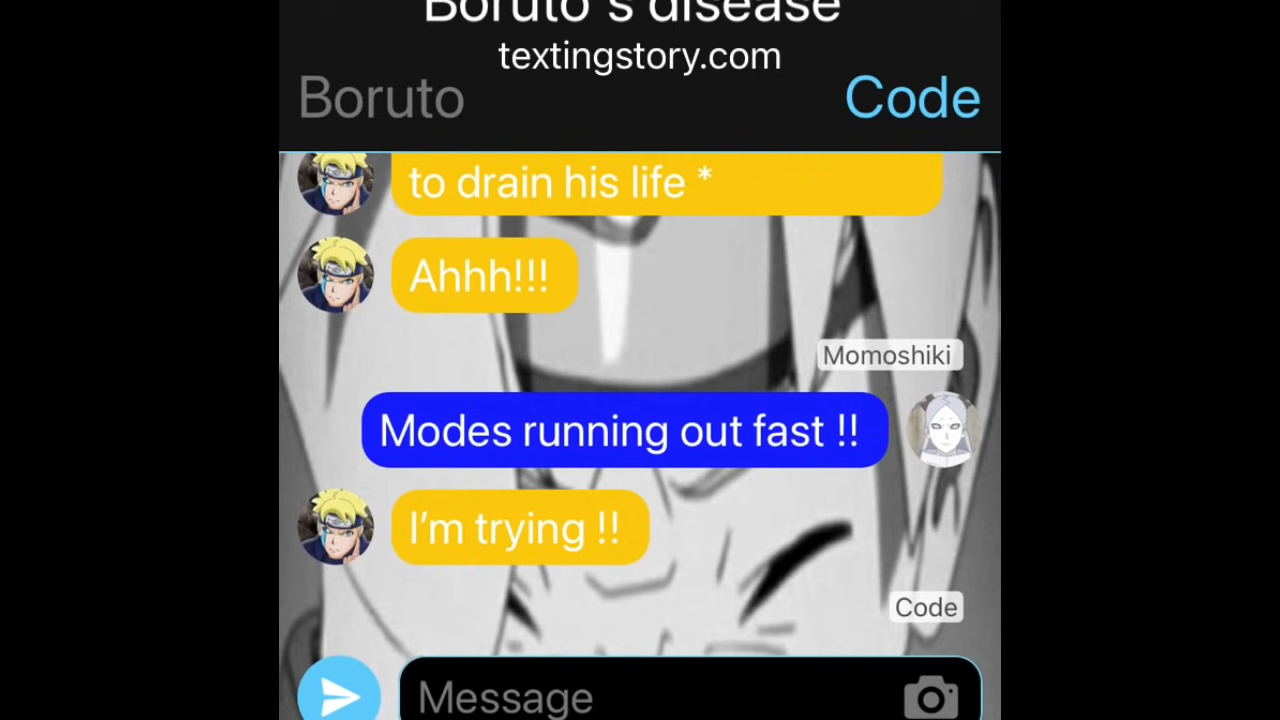 Boruto's disease
textingstory.com
Boruto
Code
to drain his life *
Ahhh!!!
Momoshiki
Modes running out fast !!
I'm trying !!
Code
Message